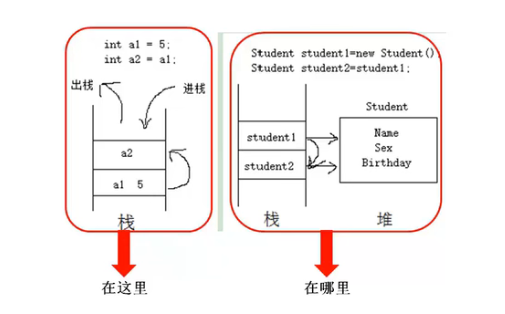 int a1 = 5;
int a2 = a1;
出栈
进栈
a2
a1 5
栈
在这里
Student student1=new Student()
Student student2=student1;
Student
student1
student2
Name
Sex
Birthday
栈
堆
在哪里